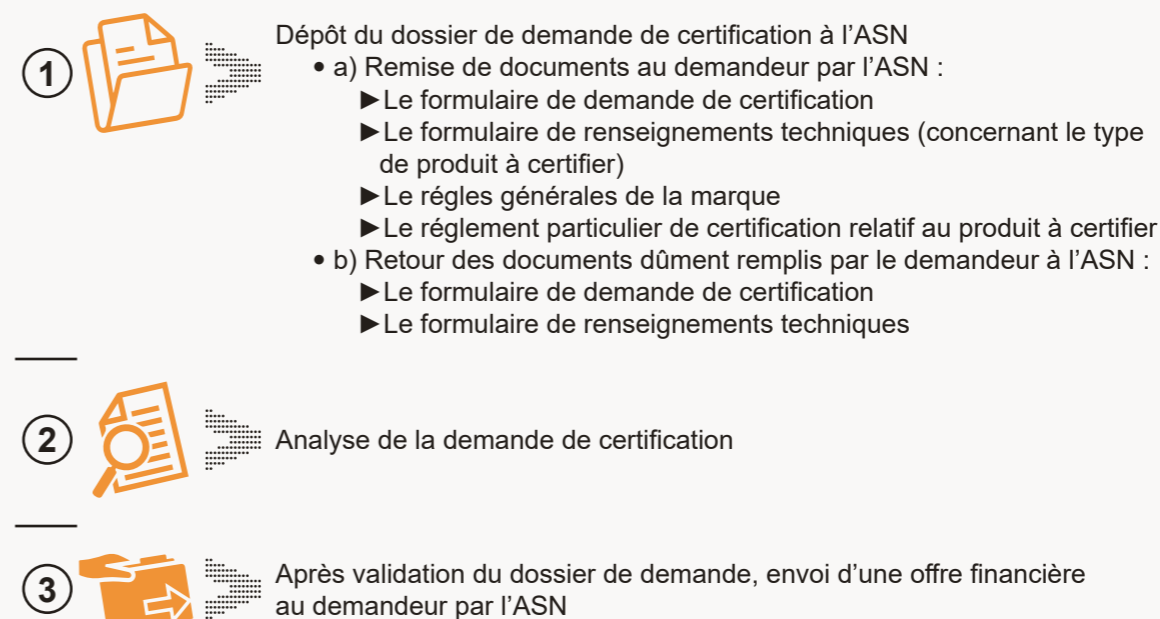 1
Dépôt du dossier de demande de certification à l’ASN
• a) Remise de documents au demandeur par l’ASN :
►Le formulaire de demande de certification
►Le formulaire de renseignements techniques (concernant le type
de produit à certifier)
►Le régles générales de la marque
►Le réglement particulier de certification relatif au produit à certifier
• b) Retour des documents dûment remplis par le demandeur à l’ASN :
►Le formulaire de demande de certification
►Le formulaire de renseignements techniques
2
Analyse de la demande de certification
3
Après validation du dossier de demande, envoi d’une offre financière
au demandeur par l’ASN